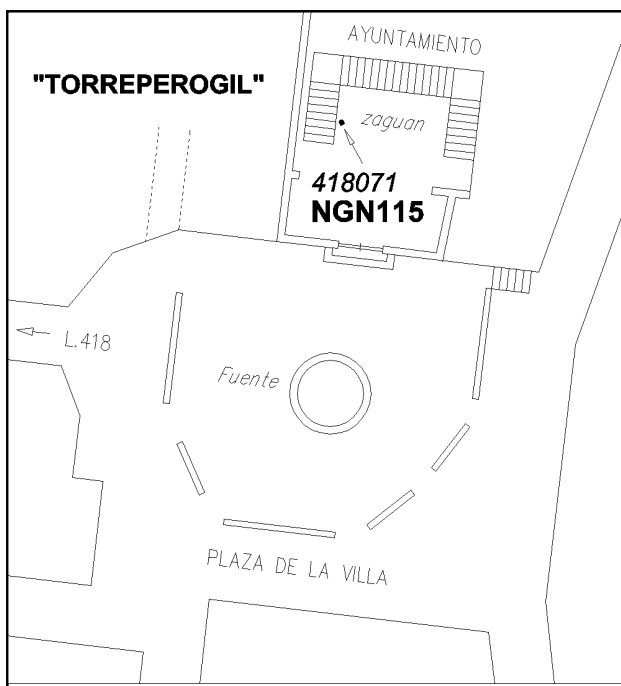 AYUNTAMIENTO
"TORREPEROGIL"
zaguan
418071
NGN115
L.418
Fuente
PLAZA DE LA VILLA